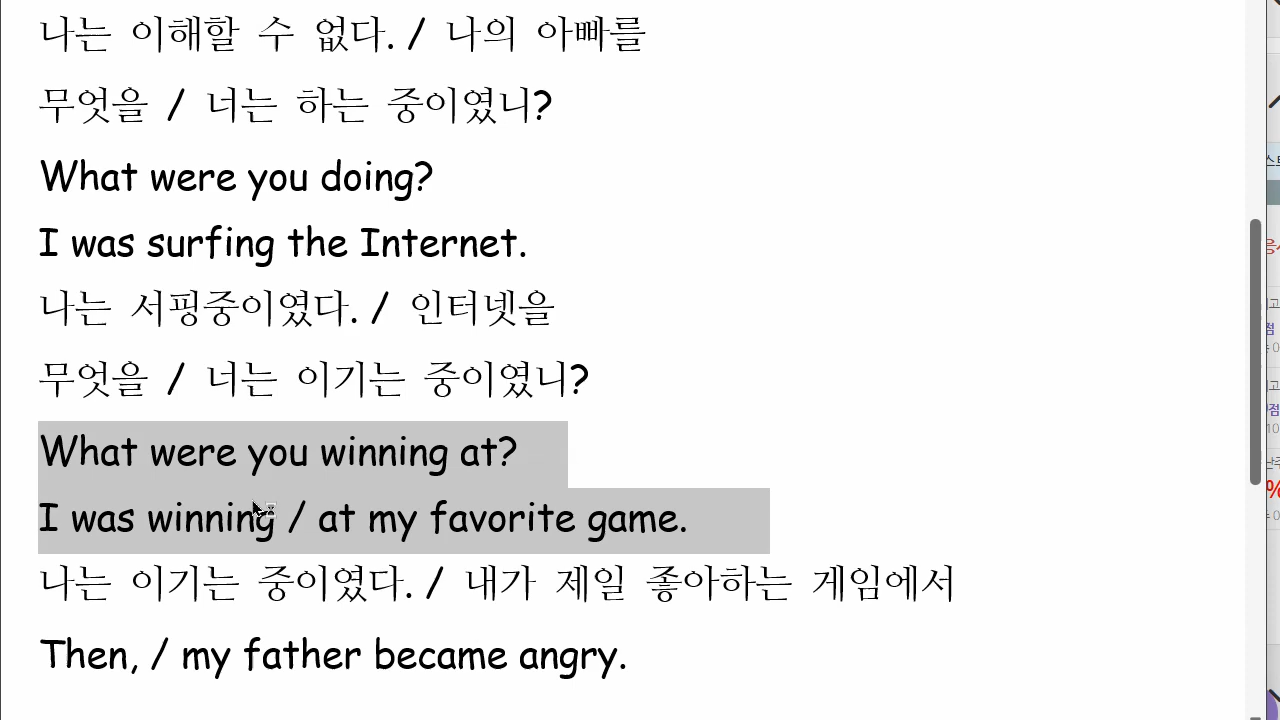 나는 이해할 수 없다. / 나의 아빠를
무엇을 / 너는 하는 중이였니?
What were you doing?
I was surfing the Internet.
나는 서핑중이였다. / 인터넷을
무엇을 / 너는 이기는 중이였니?
What were you winning at?
I was winning / at my favorite game.
나는 이기는 중이였다. / 내가 제일 좋아하는 게임에서
Then, / my father became angry.